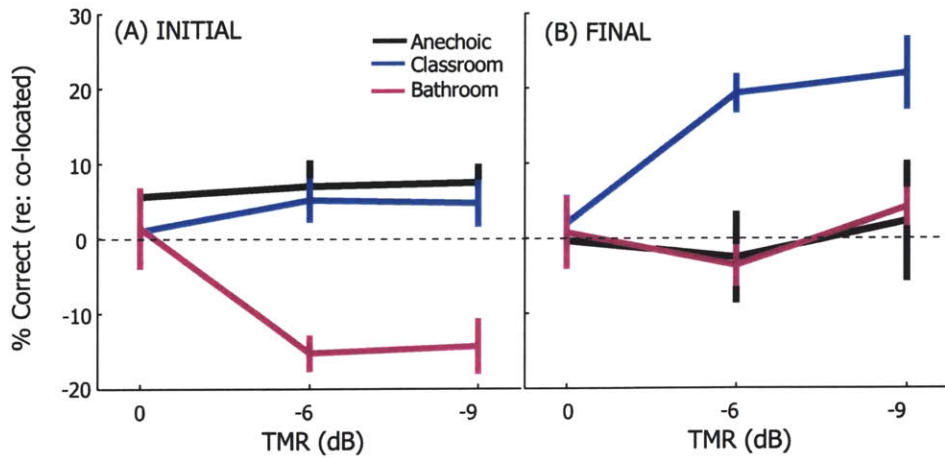 (A) INITIAL
Anechoic
Classroom
Bathroom
(B) FINAL
% Correct (re: co-located)
30
20
10
0
-10
-20
0
-6
-9
TMR (dB)
0
-6
-9
TMR (dB)